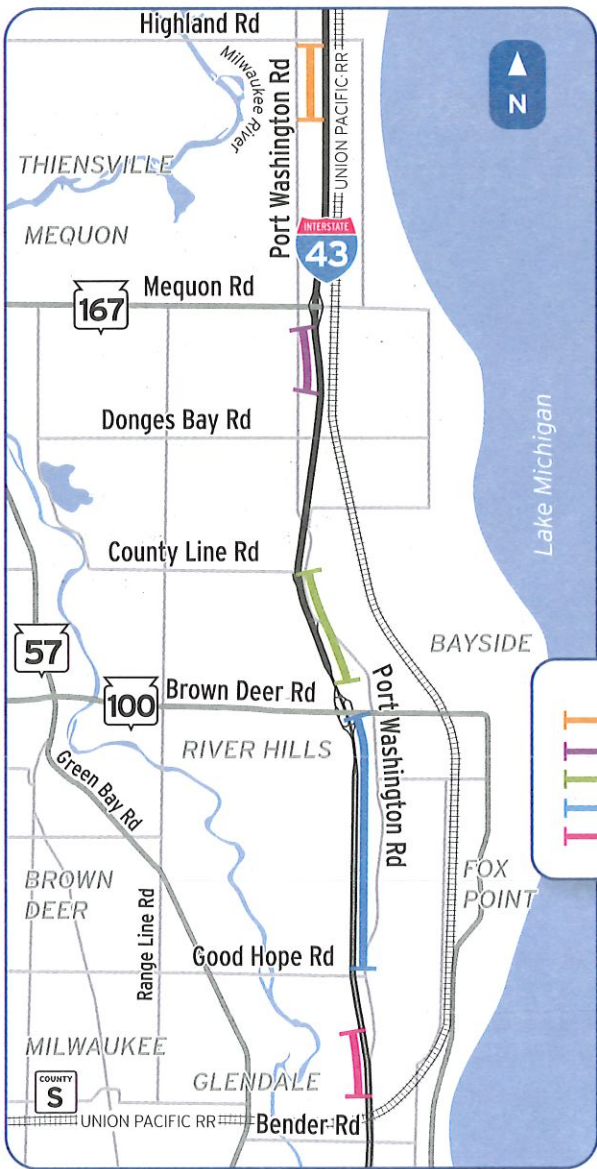 Highland Rd
Milwaukee River
Port Washington Rd
UNION PACIFIC RR
N
THIENSVILLE
MEQUON
INTERSTATE
43
Mequon Rd
167
Donges Bay Rd
Lake Michigan
County Line Rd
57
BAYSIDE
100
Brown Deer Rd
Port Washington Rd
RIVER HILLS
Green Bay Rd
BROWN
DEER
FOX
POINT
Range Line Rd
Good Hope Rd
MILWAUKEE
COUNTY
S
GLENDALE
UNION PACIFIC RR
Bender Rd